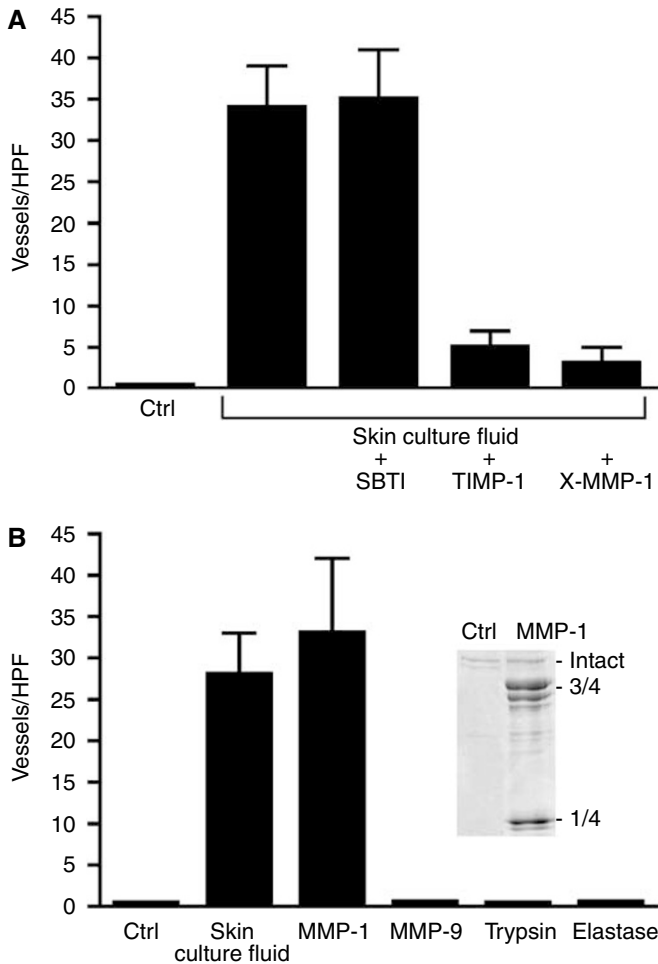 A
45
40
35
30
25
20
15
10
5
0
Vessels/HPF
Ctrl
Skin culture fluid
+ + +
SBTI TIMP-1 X-MMP-1
B
45
40
35
30
25
20
15
10
5
0
Vessels/HPF
Ctrl MMP-1
- Intact
- 3/4
- 1/4
Ctrl Skin MMP-1 MMP-9 Trypsin Elastase
culture fluid